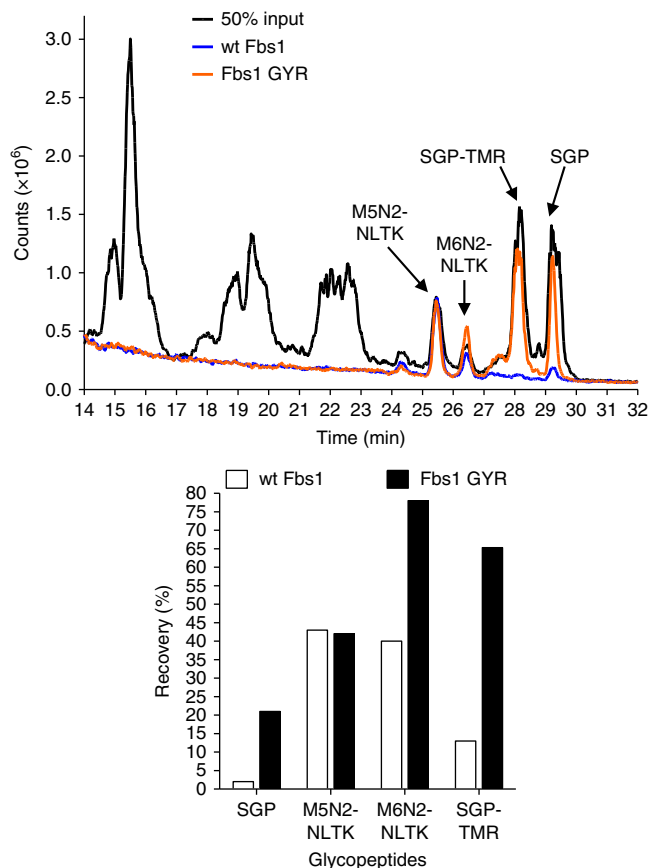 50% input
wt Fbs1
Fbs1 GYR
Counts (×10⁶)
3.0
2.5
2.0
1.5
1.0
0.5
0.0
SGP-TMR
SGP
M5N2-
NLTK
M6N2-
NLTK
14 15 16 17 18 19 20 21 22 23 24 25 26 27 28 29 30 31 32
Time (min)
wt Fbs1
Fbs1 GYR
Recovery (%)
80
75
70
65
60
55
50
45
40
35
30
25
20
15
10
5
0
SGP
M5N2-
NLTK
M6N2-
NLTK
SGP-
TMR
Glycopeptides